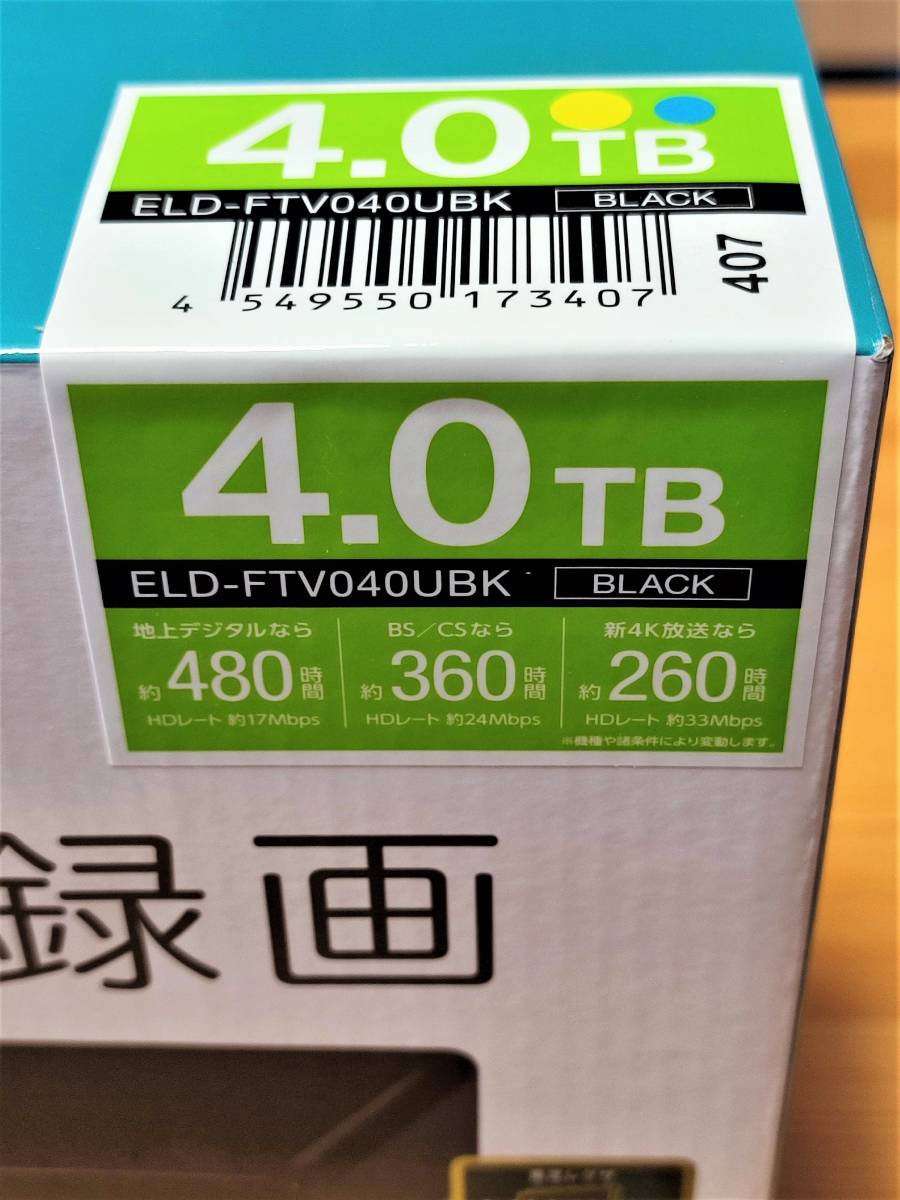 4.0 TB
ELD-FTV040UBK BLACK
4 549550 173407
407
4.0 TB
ELD-FTV040UBK BLACK
地上デジタルなら
約480時間
HDレート 約17Mbps
BS/CSなら
約360時間
HDレート 約24Mbps
新4K放送なら
約260時間
HDレート 約33Mbps
※機種や諸条件により変動します。
録画